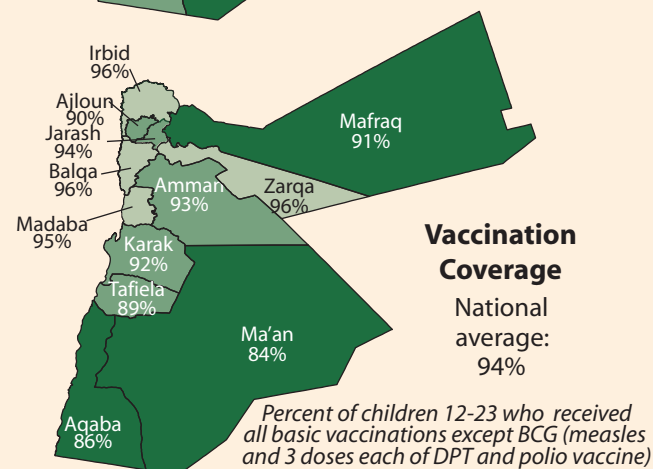 Irbid
96%
Ajloun
90%
Jarash
94%
Balqa
96%
Madaba
95%
Mafraq
91%
Amman
93%
Zarqa
96%
Karak
92%
Tafiela
89%
Ma'an
84%
Aqaba
86%
Vaccination
Coverage
National
average:
94%
Percent of children 12-23 who received
all basic vaccinations except BCG (measles
and 3 doses each of DPT and polio vaccine)